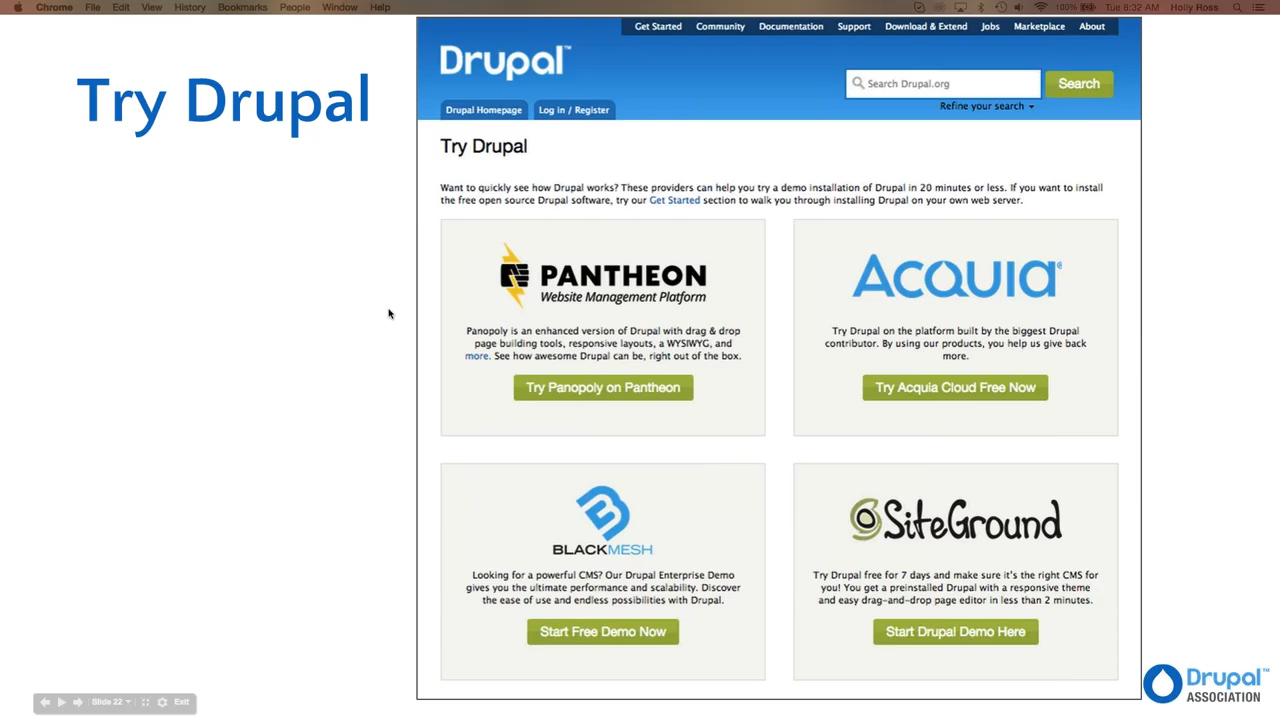 Chrome File Edit View History Bookmarks People Window Help 100% Tue 8:32 AM Holly Ross
Get Started Community Documentation Support Download & Extend Jobs Marketplace About
Drupal™
Try Drupal
Search Drupal.org Search
Refine your search
Drupal Homepage Log in / Register
Try Drupal
Want to quickly see how Drupal works? These providers can help you try a demo installation of Drupal in 20 minutes or less. If you want to install
the free open source Drupal software, try our Get Started section to walk you through installing Drupal on your own web server.
PANTHEON
Website Management Platform
Panopoly is an enhanced version of Drupal with drag & drop
page building tools, responsive layouts, a WYSIWYG, and
more. See how awesome Drupal can be, right out of the box.
Try Panopoly on Pantheon
ACQUIA®
Try Drupal on the platform built by the biggest Drupal
contributor. By using our products, you help us give back
more.
Try Acquia Cloud Free Now
BLACKMESH
Looking for a powerful CMS? Our Drupal Enterprise Demo
gives you the ultimate performance and scalability. Discover
the ease of use and endless possibilities with Drupal.
Start Free Demo Now
SiteGround
Try Drupal free for 7 days and make sure it's the right CMS for
you! You get a preinstalled Drupal with a responsive theme
and easy drag-and-drop page editor in less than 2 minutes.
Start Drupal Demo Here
Slide 22 Exit
Drupal™
ASSOCIATION